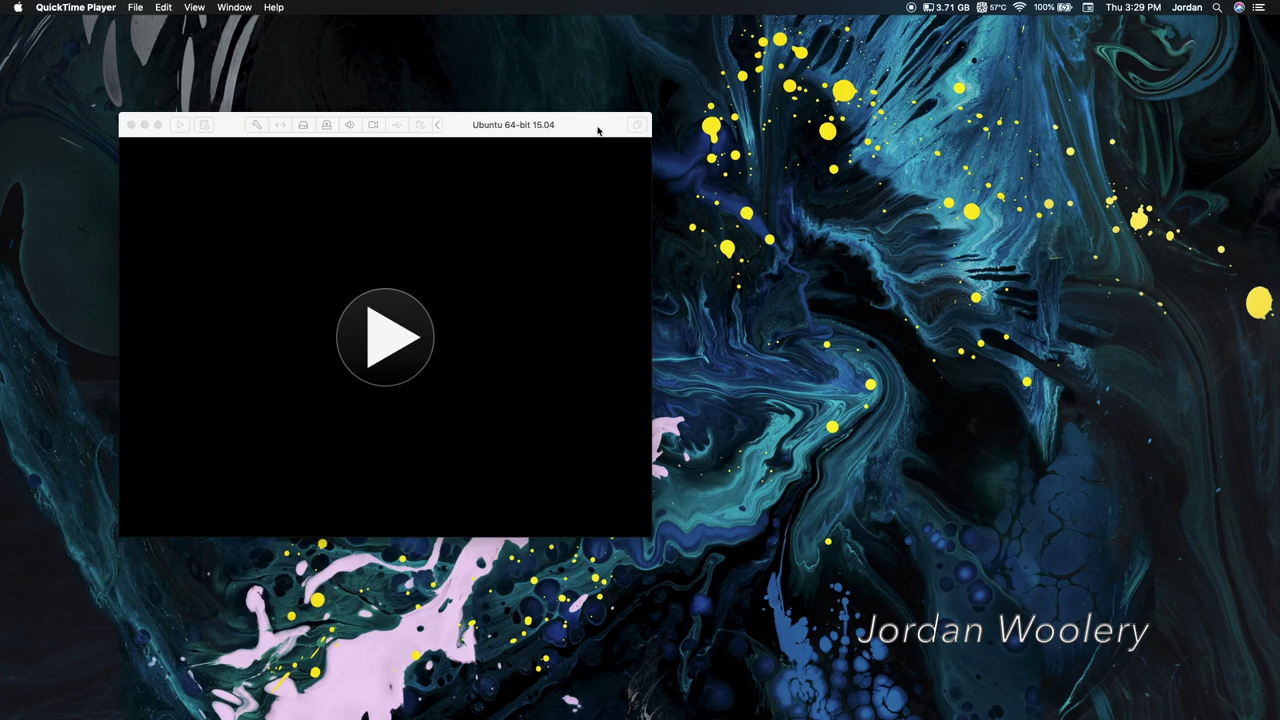 QuickTime Player File Edit View Window Help 3.71 GB 57°C 100% Thu 3:29 PM Jordan
Ubuntu 64-bit 15.04
Jordan Woolery